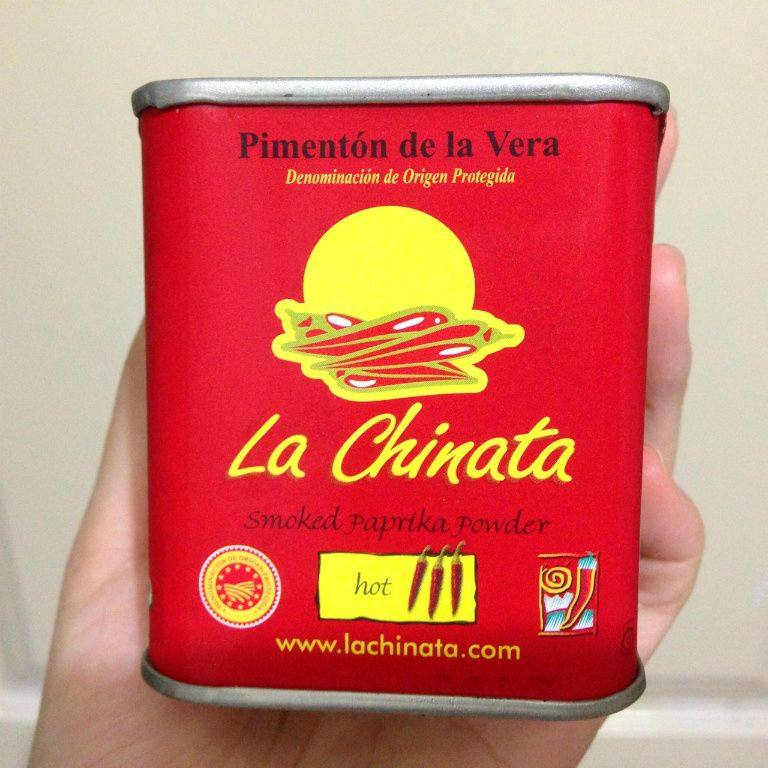 Pimentón de la Vera
Denominación de Origen Protegida
La Chinata
Smoked Paprika Powder
hot
www.lachinata.com